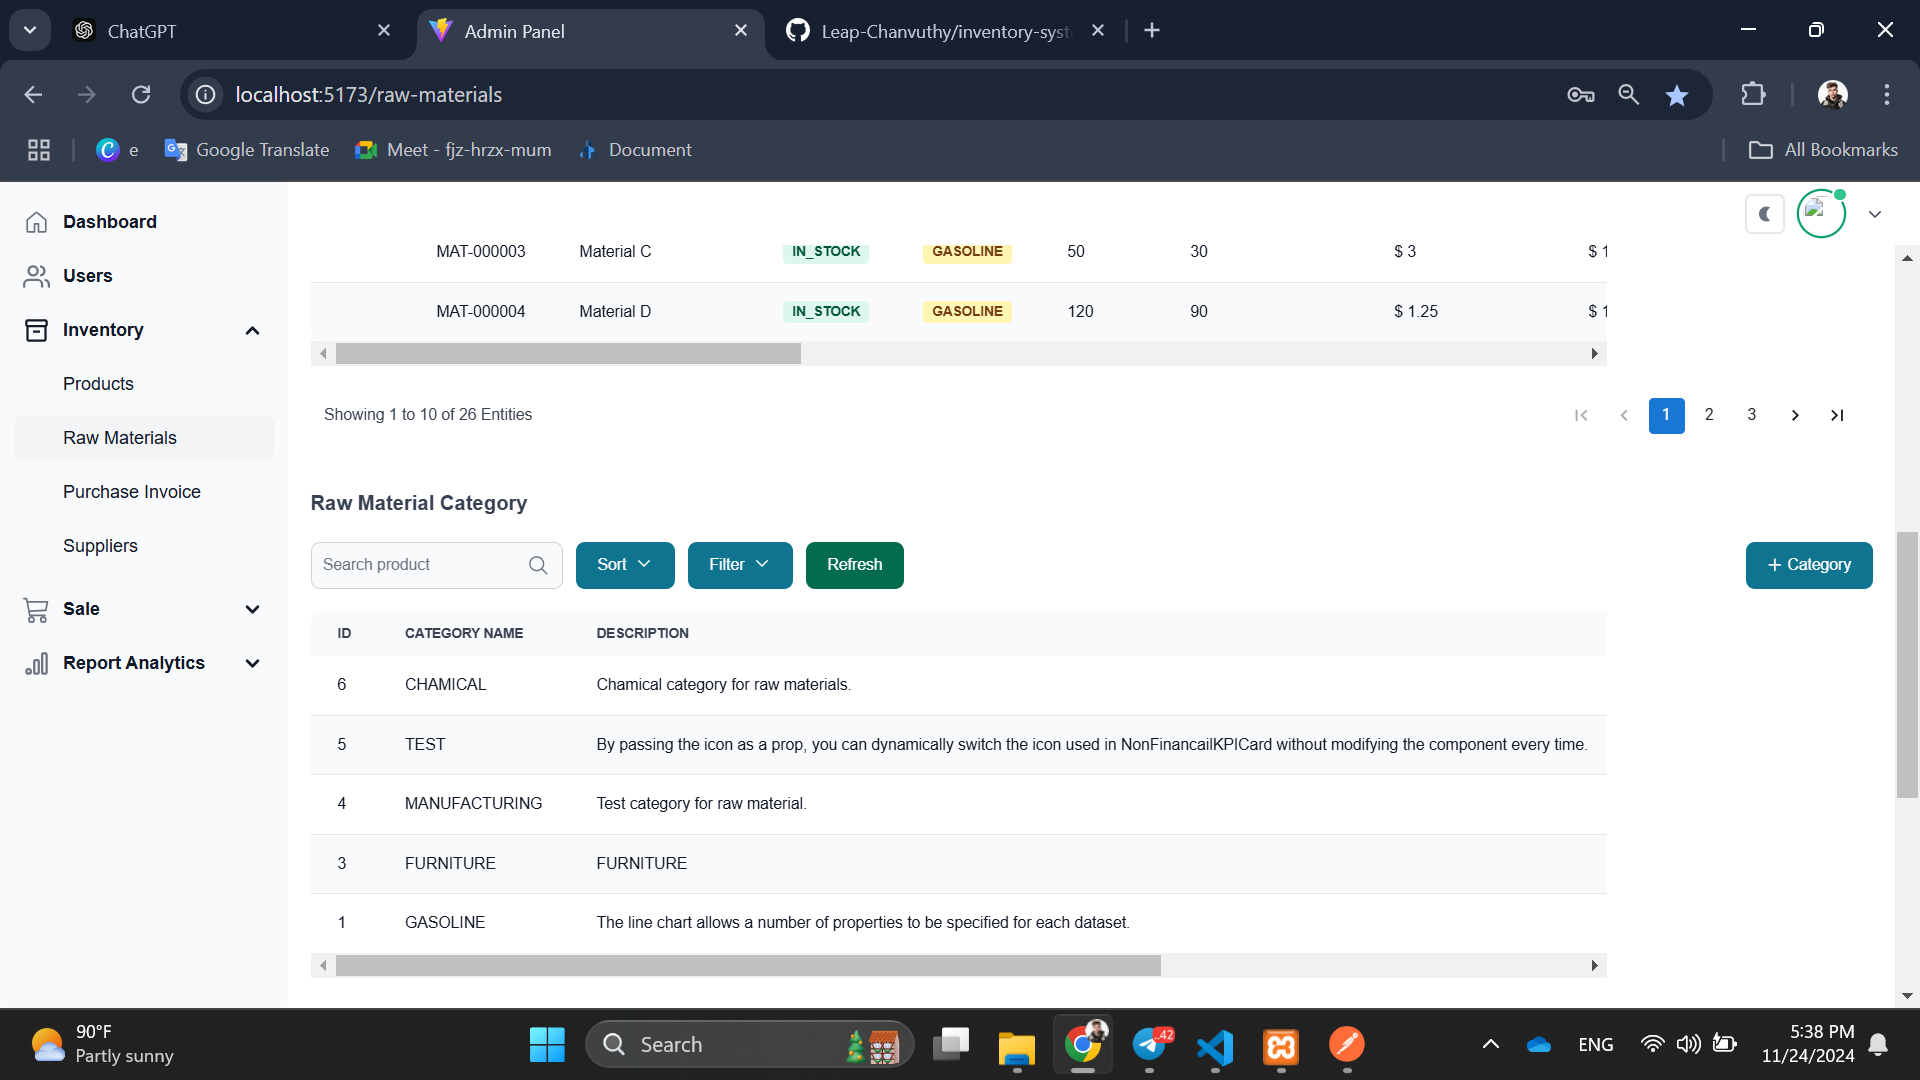 ChatGPT
Admin Panel
Leap-Chanvuthy/inventory-syst
localhost:5173/raw-materials
e
Google Translate
Meet - fjz-hrzx-mum
Document
All Bookmarks
Dashboard
Users
Inventory
Products
Raw Materials
Purchase Invoice
Suppliers
Sale
Report Analytics
MAT-000003 Material C IN_STOCK GASOLINE 50 30 $ 3 $ 1
MAT-000004 Material D IN_STOCK GASOLINE 120 90 $ 1.25 $ 1
Showing 1 to 10 of 26 Entities
1 2 3
Raw Material Category
Search product Sort Filter Refresh + Category
ID CATEGORY NAME DESCRIPTION
6 CHAMICAL Chamical category for raw materials.
5 TEST By passing the icon as a prop, you can dynamically switch the icon used in NonFinancailKPICard without modifying the component every time.
4 MANUFACTURING Test category for raw material.
3 FURNITURE FURNITURE
1 GASOLINE The line chart allows a number of properties to be specified for each dataset.
90°F
Partly sunny
Search
..42
ENG
5:38 PM
11/24/2024